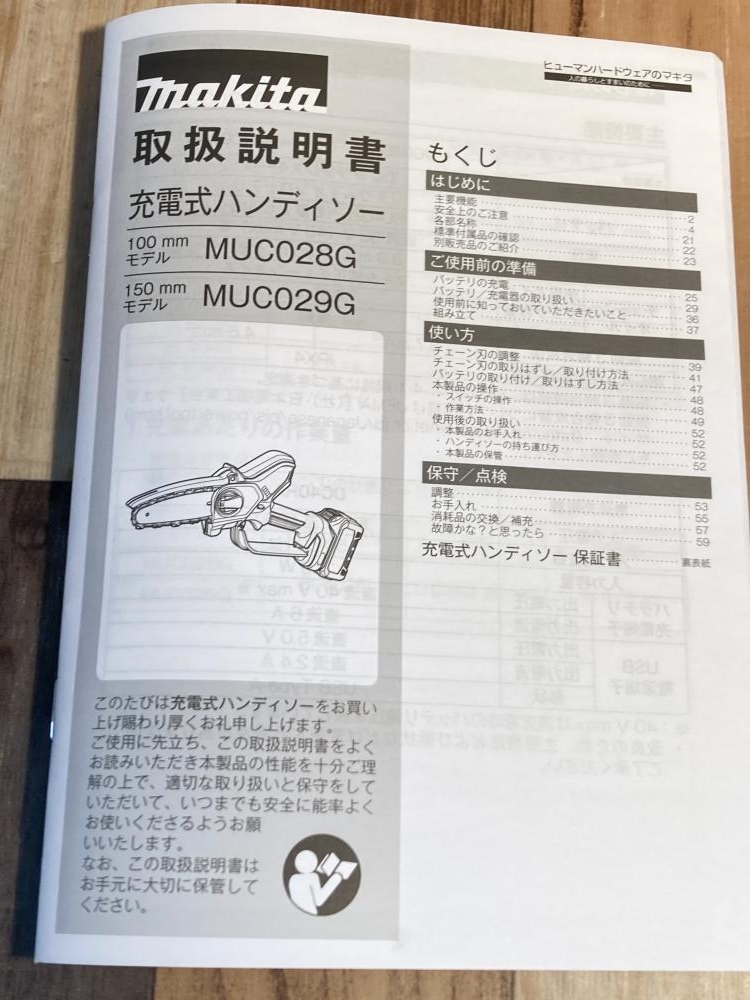 makita
取扱説明書
充電式ハンディソー
100 mm モデル MUC028G
150 mm モデル MUC029G
このたびは充電式ハンディソーをお買い
上げ賜わり厚くお礼申し上げます。
ご使用に先立ち、この取扱説明書をよく
お読みいただき本製品の性能を十分ご理
解の上で、適切な取り扱いと保守をして
いただいて、いつまでも安全に能率よく
お使いくださるようお願
いいたします。
なお、この取扱説明書は
お手元に大切に保管して
ください。
ヒューマンハードウェアのマキタ
人の暮らしとすまいのために
もくじ
はじめに
主要機能 2
安全上のご注意 4
各部名称 21
標準付属品の確認 22
別販売品のご紹介 23
ご使用前の準備
バッテリの充電 25
バッテリ／充電器の取り扱い 29
使用前に知っておいていただきたいこと 36
組み立て 37
使い方
チェーン刃の調整 39
チェーン刃の取りはずし／取り付け方法 41
バッテリの取り付け／取りはずし方法 47
本製品の操作 48
・スイッチの操作 48
・作業方法 49
使用後の取り扱い 52
・本製品のお手入れ 52
・ハンディソーの持ち運び方 52
・本製品の保管 52
保守／点検
調整 53
お手入れ 55
消耗品の交換／補充 57
故障かな？と思ったら 59
充電式ハンディソー 保証書 裏表紙